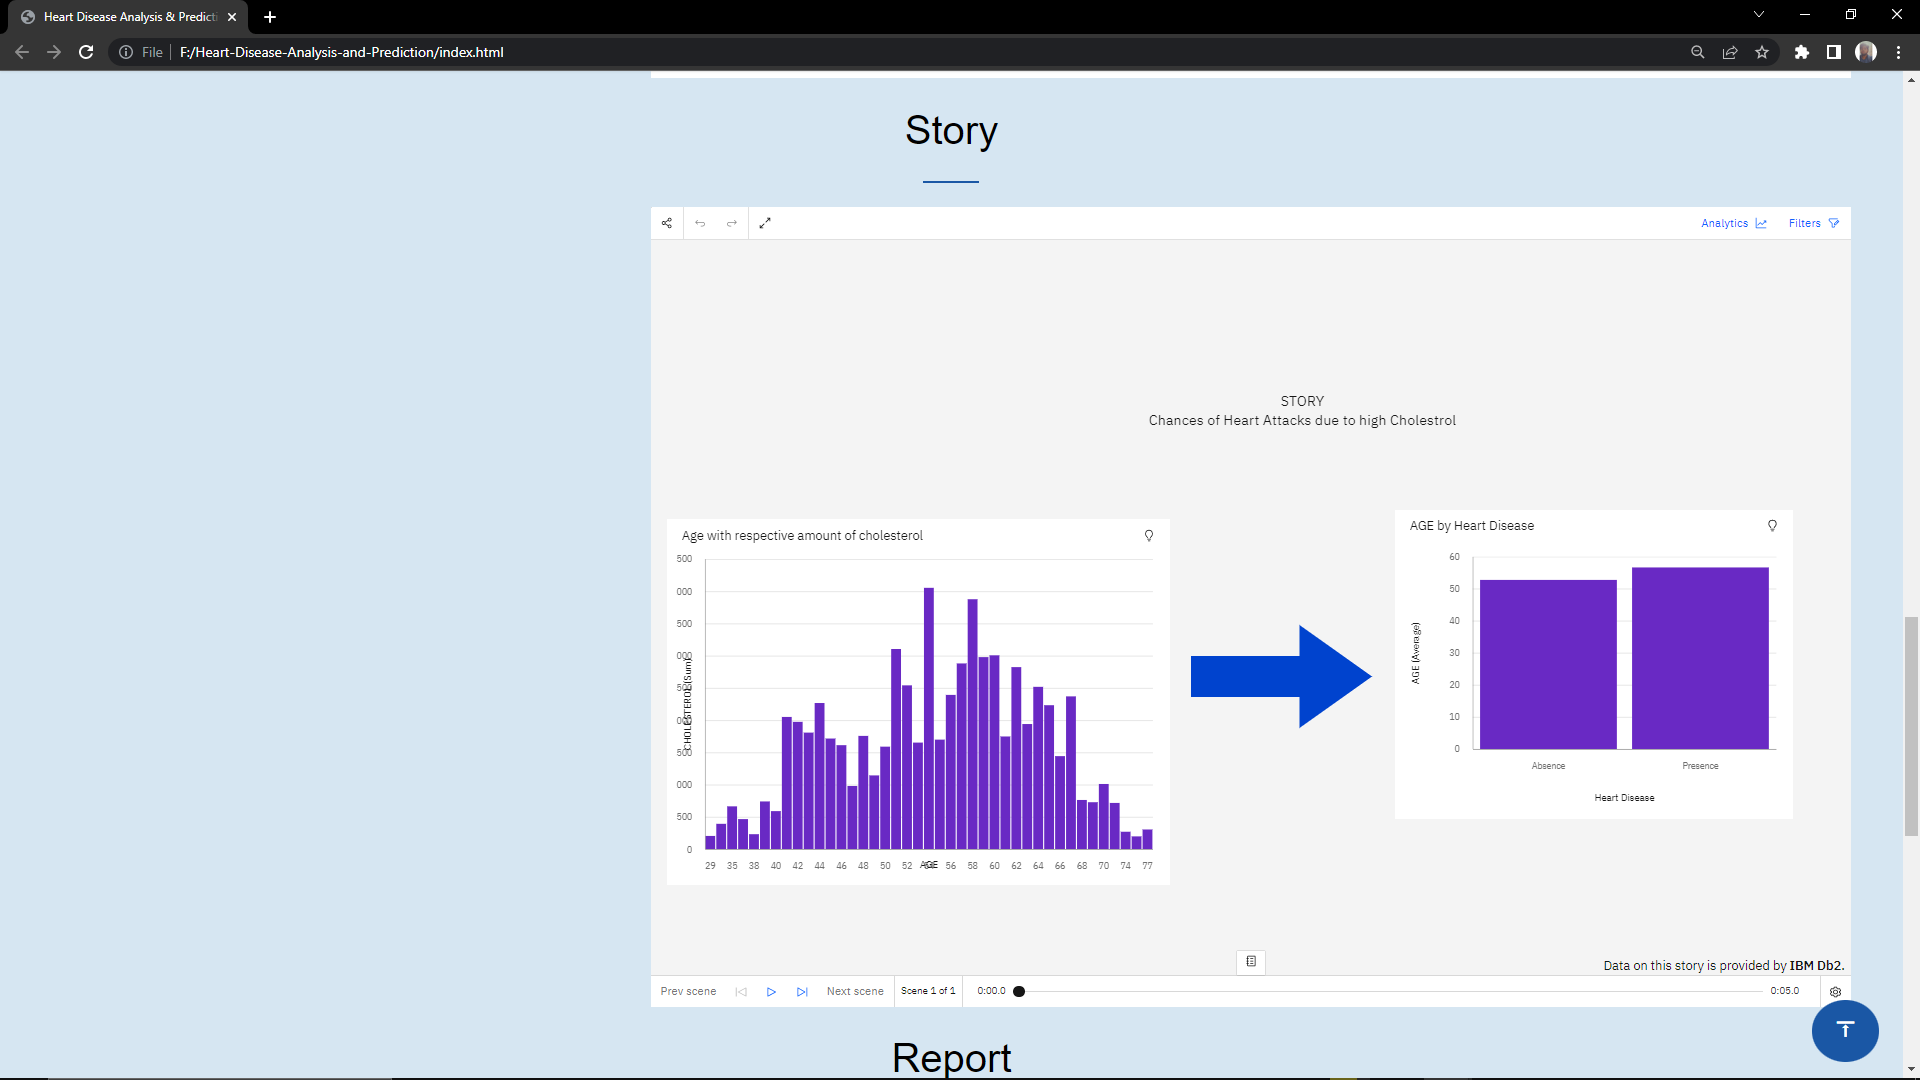 Heart Disease Analysis & Predicti
File
F:/Heart-Disease-Analysis-and-Prediction/index.html
Story
Analytics
Filters
STORY
Chances of Heart Attacks due to high Cholestrol
Age with respective amount of cholesterol
500
000
500
000
500
000
500
000
500
0
CHOLESTEROL (Sum)
29 35 38 40 42 44 46 48 50 52 54 56 58 60 62 64 66 68 70 74 77
AGE
AGE by Heart Disease
60
50
40
30
20
10
0
AGE (Average)
Absence Presence
Heart Disease
Data on this story is provided by IBM Db2.
Prev scene
Next scene
Scene 1 of 1
0:00.0
0:05.0
Report